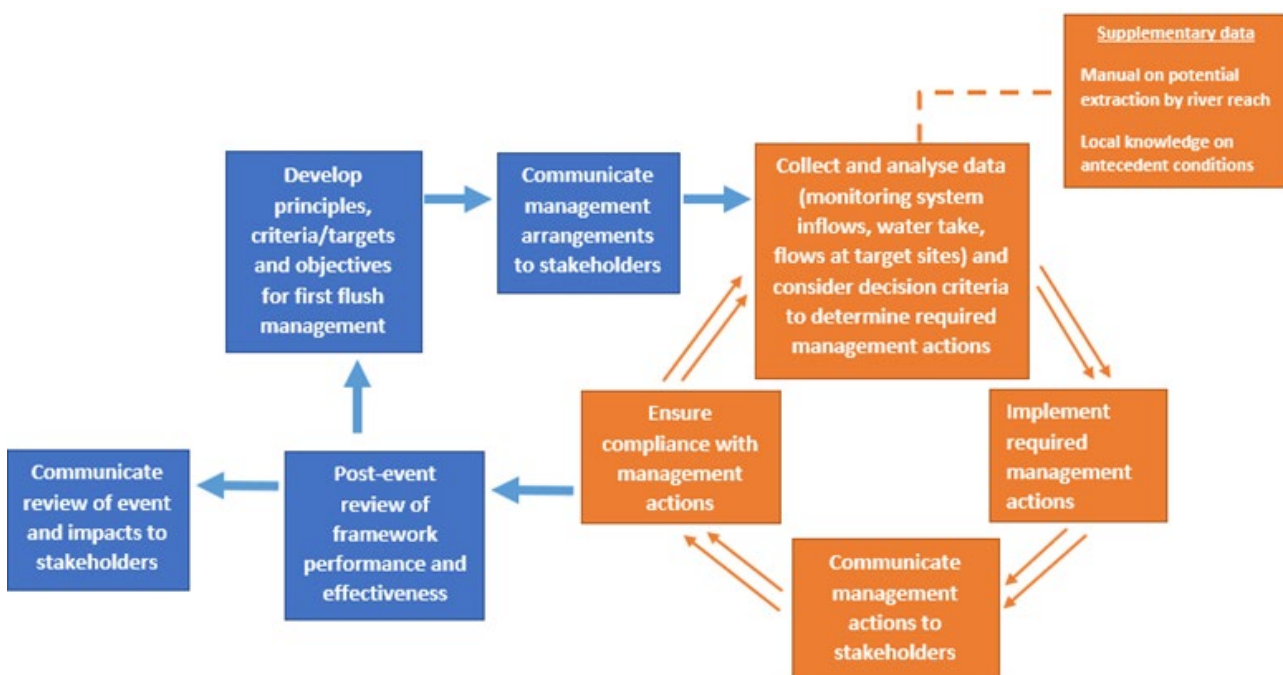 Supplementary data
Manual on potential
extraction by river reach
Local knowledge on
antecedent conditions
Develop
principles,
criteria/targets
and objectives
for first flush
management
Communicate
management
arrangements
to stakeholders
Collect and analyse data
(monitoring system
inflows, water take,
flows at target sites) and
consider decision criteria
to determine required
management actions
Implement
required
management
actions
Communicate
management
actions to
stakeholders
Ensure
compliance with
management
actions
Post-event
review of
framework
performance and
effectiveness
Communicate
review of event
and impacts to
stakeholders